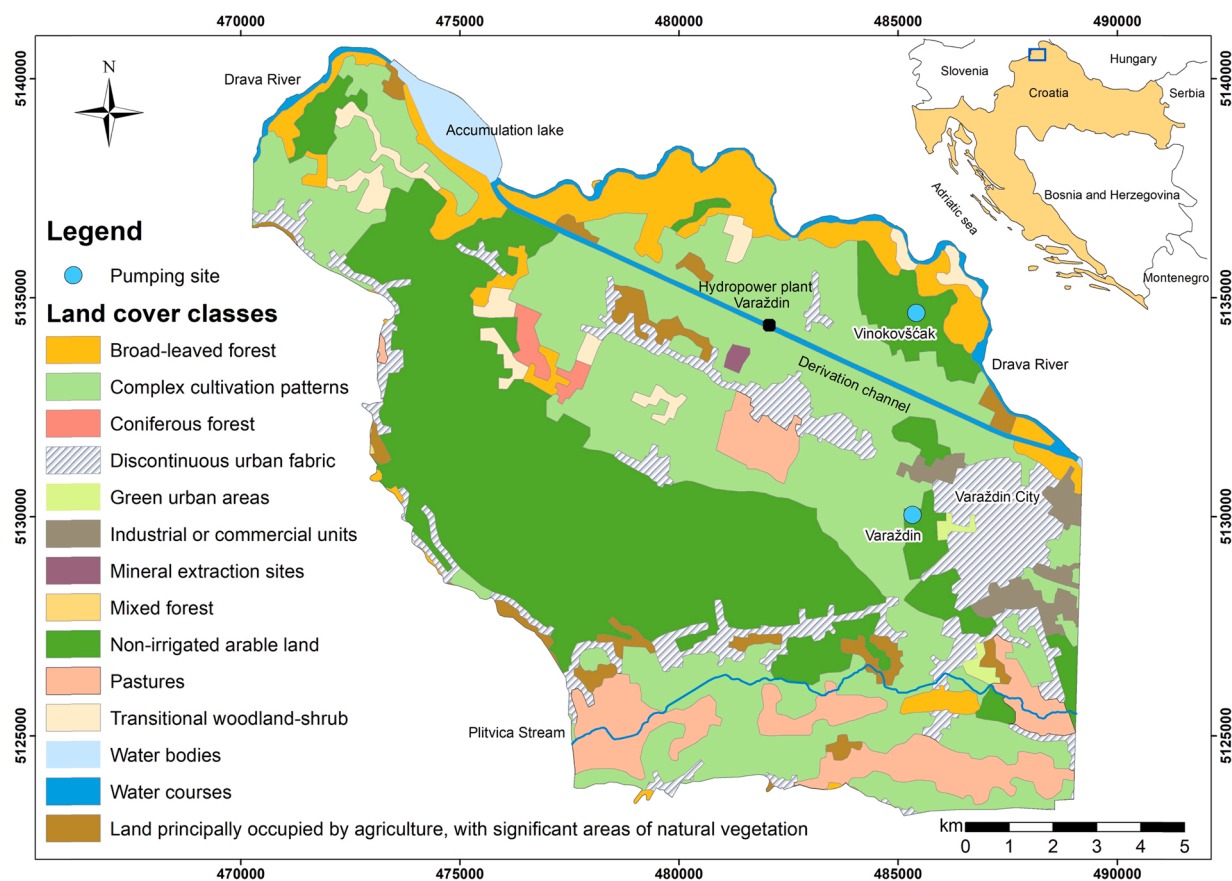 470000 475000 480000 485000 490000
5140000
5135000
5130000
5125000
N
Drava River
Accumulation lake
Slovenia
Hungary
Croatia
Serbia
Bosnia and Herzegovina
Adriatic sea
Montenegro
Legend
Pumping site
Land cover classes
Broad-leaved forest
Complex cultivation patterns
Coniferous forest
Discontinuous urban fabric
Green urban areas
Industrial or commercial units
Mineral extraction sites
Mixed forest
Non-irrigated arable land
Pastures
Transitional woodland-shrub
Water bodies
Water courses
Land principally occupied by agriculture, with significant areas of natural vegetation
Hydropower plant
Varaždin
Vinokovšćak
Drava River
Derivation channel
Varaždin City
Varaždin
Plitvica Stream
km
0 1 2 3 4 5
5140000
5135000
5130000
5125000
470000 475000 480000 485000 490000